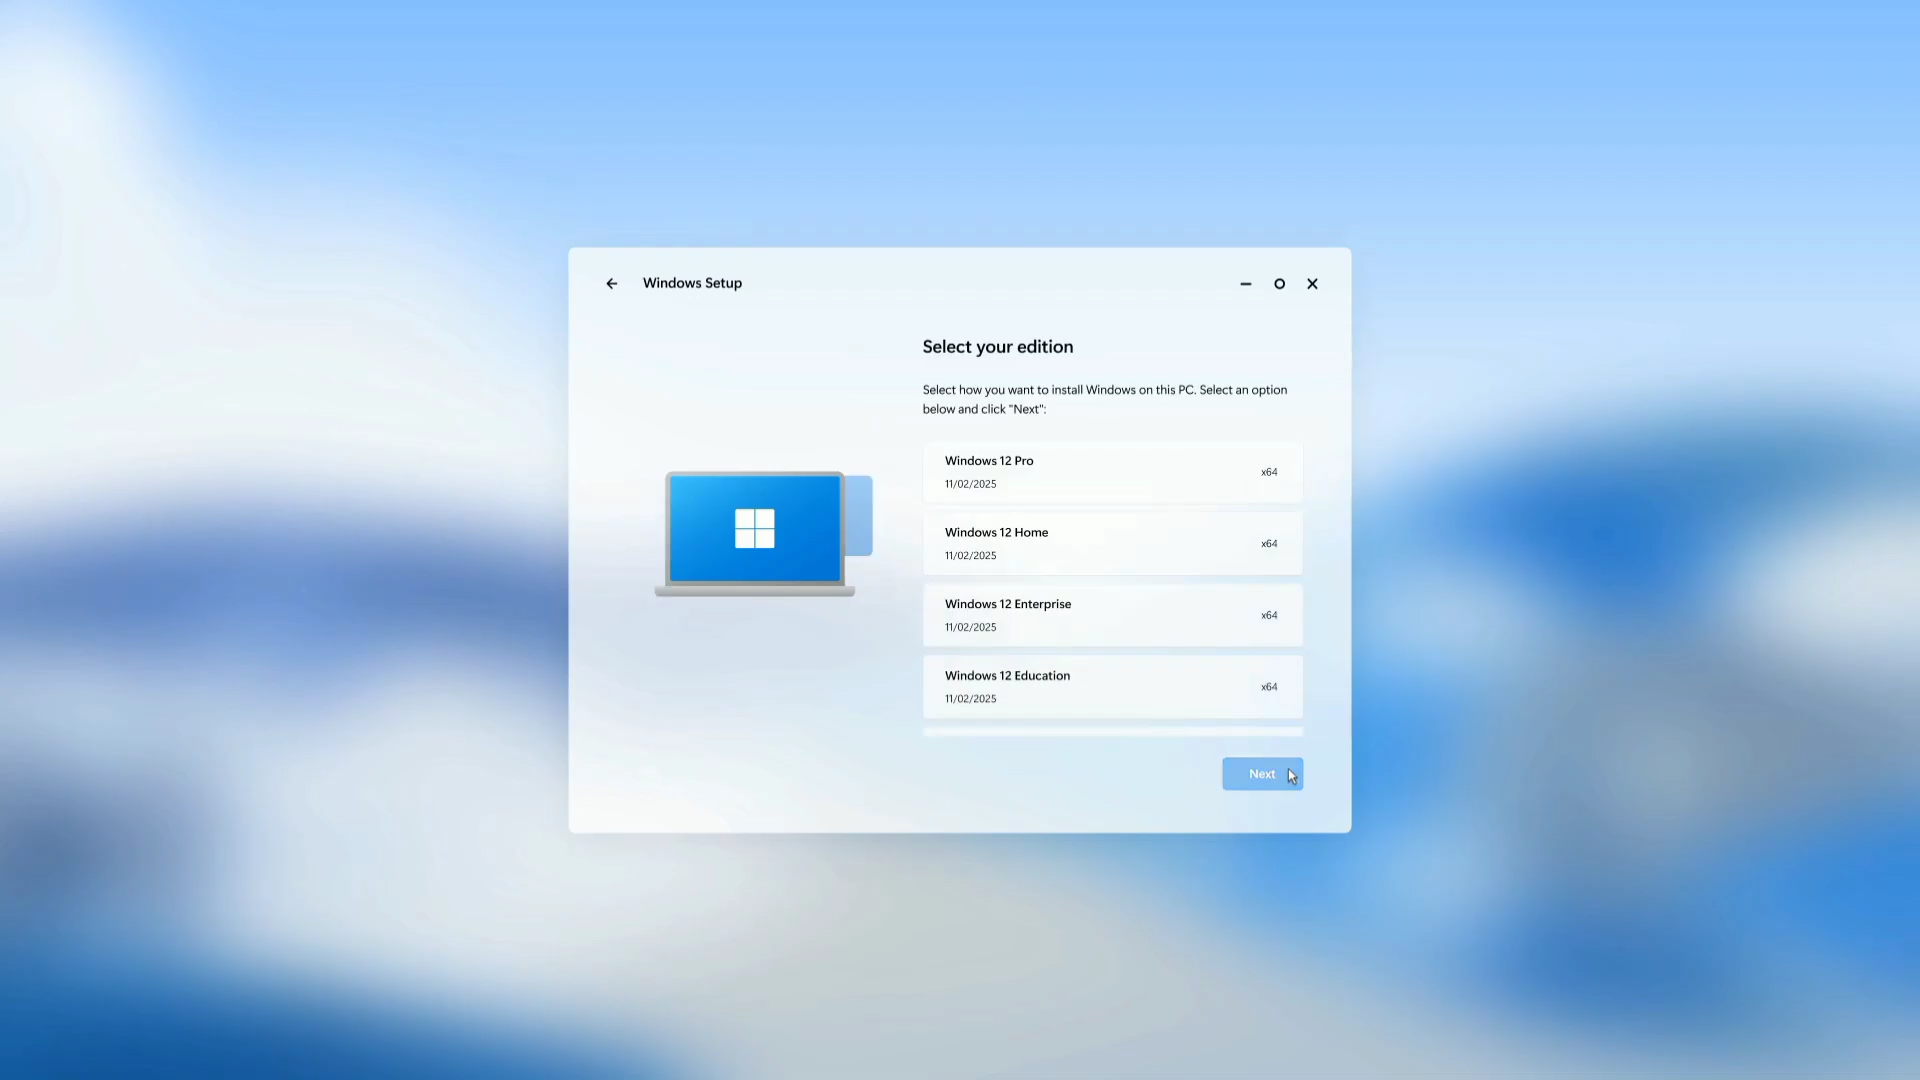 Windows Setup
Select your edition
Select how you want to install Windows on this PC. Select an option
below and click "Next":
Windows 12 Pro
11/02/2025
x64
Windows 12 Home
11/02/2025
x64
Windows 12 Enterprise
11/02/2025
x64
Windows 12 Education
11/02/2025
x64
Next